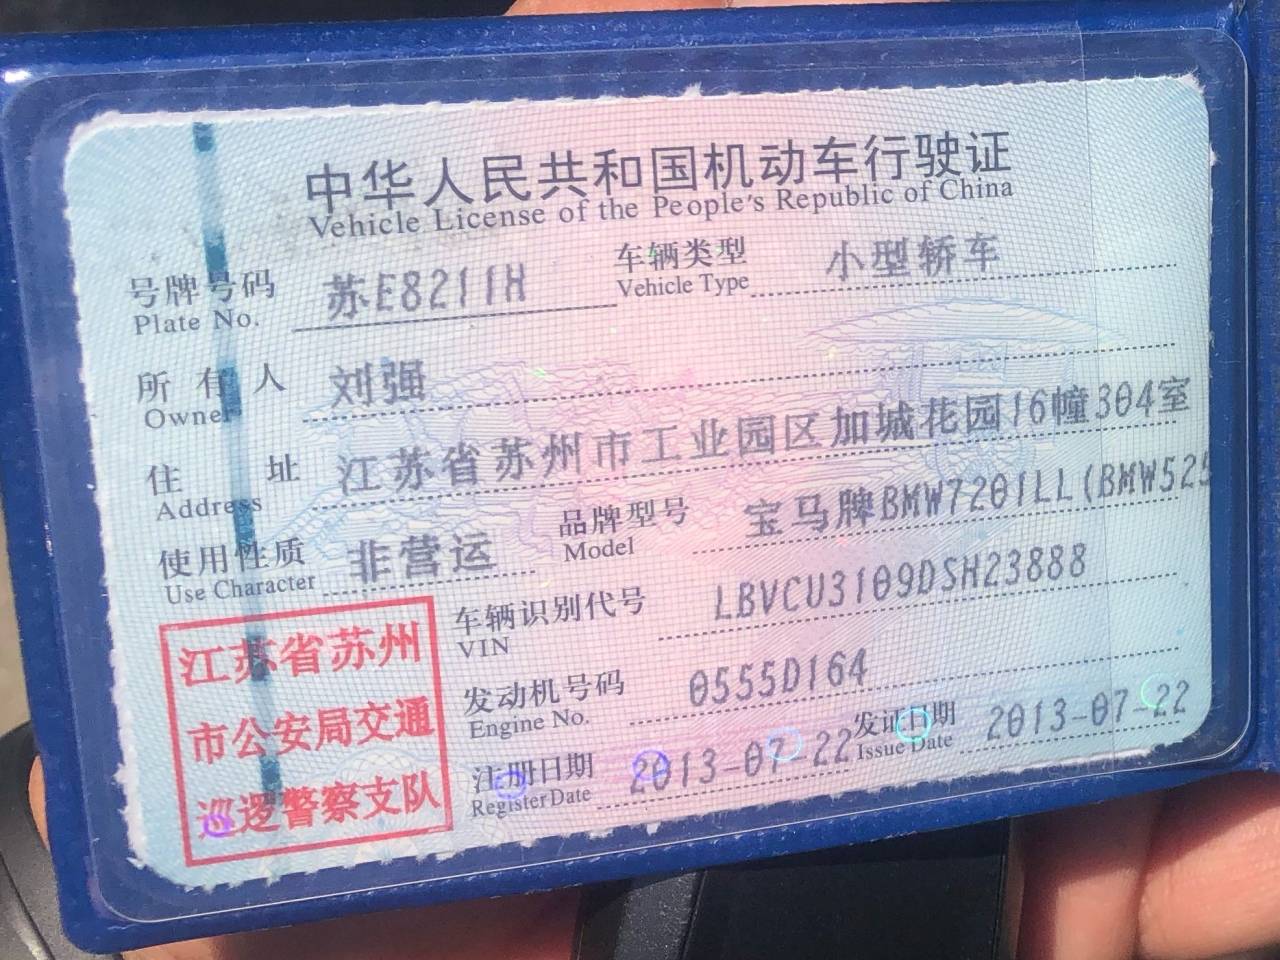 中华人民共和国机动车行驶证
Vehicle License of the People's Republic of China
号牌号码 苏E8211H 车辆类型 小型轿车
Plate No. Vehicle Type
所有人 刘强
Owner
住址 江苏省苏州市工业园区加城花园16幢304室
Address
使用性质 非营运 品牌型号 宝马牌BMW7201LL(BMW525
Use Character Model
车辆识别代号 LBVCU3109DSH23888
VIN
发动机号码 0555D164
Engine No.
注册日期 2013-07-22 发证日期 2013-07-22
Register Date Issue Date
江苏省苏州
市公安局交通
巡逻警察支队